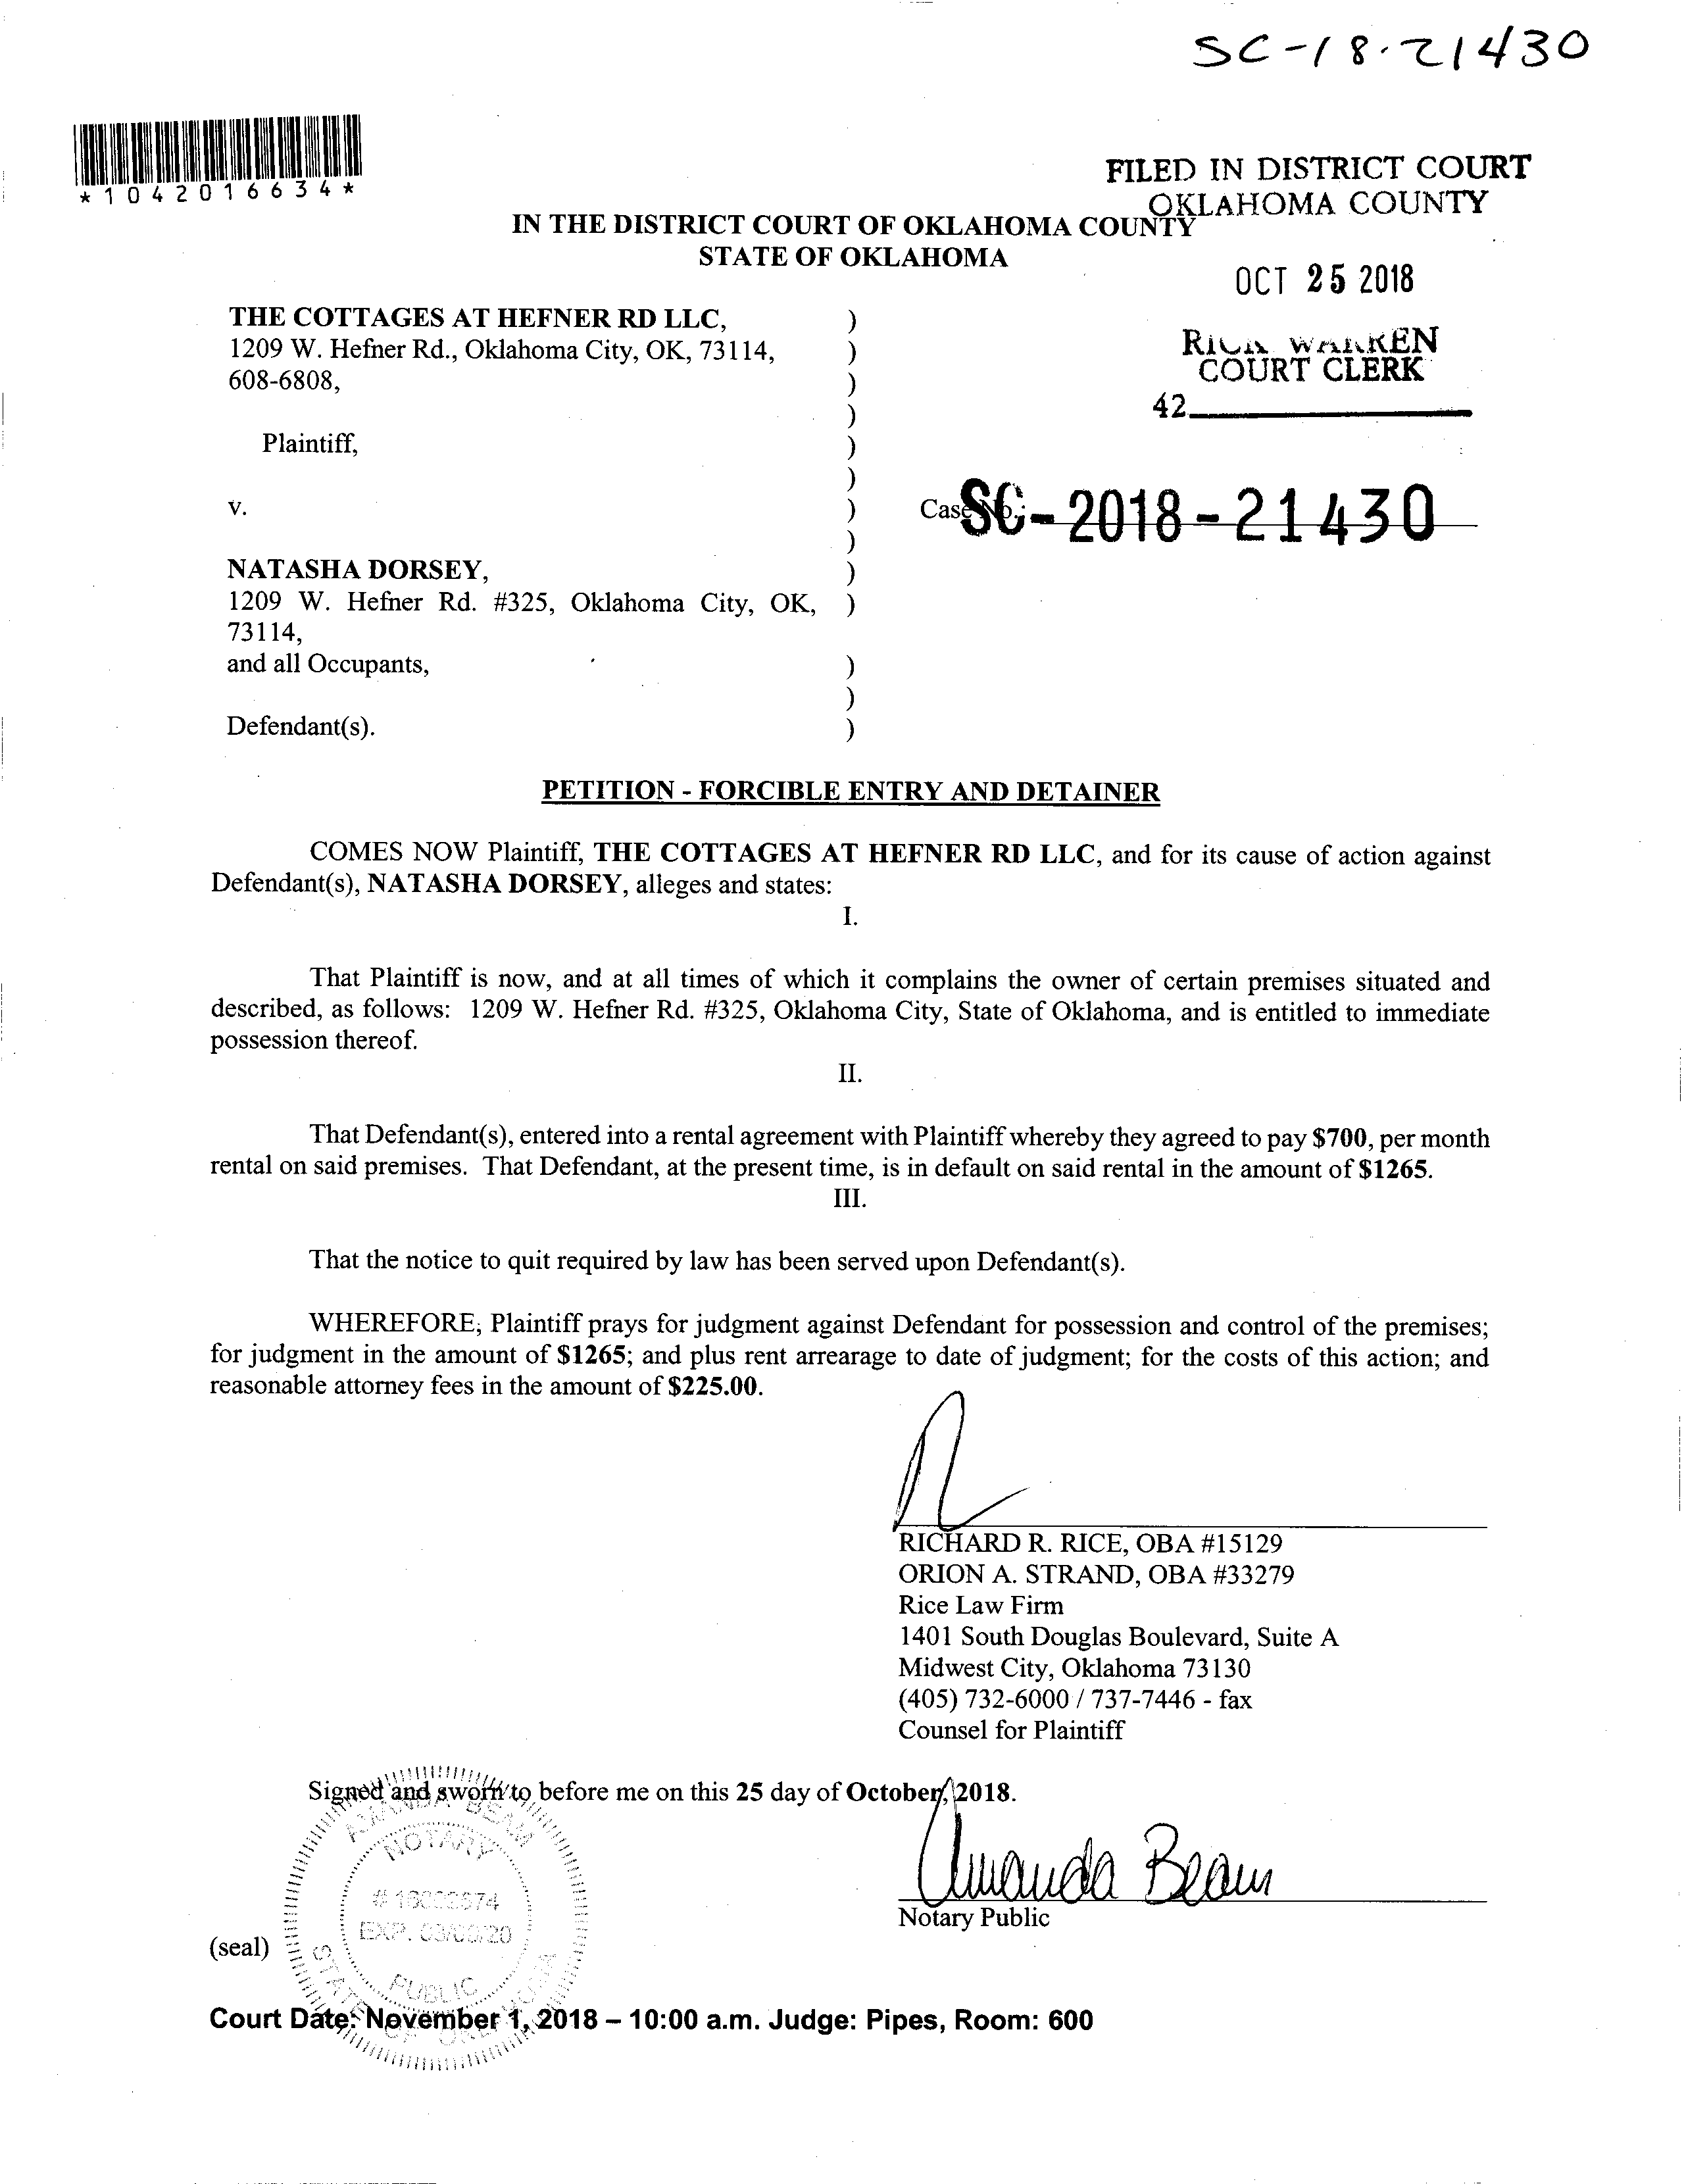 SC-18-21430
*1042016634*
FILED IN DISTRICT COURT
OKLAHOMA COUNTY
IN THE DISTRICT COURT OF OKLAHOMA COUNTY
STATE OF OKLAHOMA
OCT 25 2018
THE COTTAGES AT HEFNER RD LLC, )
1209 W. Hefner Rd., Oklahoma City, OK, 73114, )
608-6808, )
RICK WARREN
COURT CLERK
42
)
Plaintiff, )
)
v. )
Case No.: SC-2018-21430
)
NATASHA DORSEY, )
1209 W. Hefner Rd. #325, Oklahoma City, OK, )
73114,
and all Occupants, )
)
Defendant(s). )
PETITION - FORCIBLE ENTRY AND DETAINER
COMES NOW Plaintiff, THE COTTAGES AT HEFNER RD LLC, and for its cause of action against
Defendant(s), NATASHA DORSEY, alleges and states:
I.
That Plaintiff is now, and at all times of which it complains the owner of certain premises situated and
described, as follows: 1209 W. Hefner Rd. #325, Oklahoma City, State of Oklahoma, and is entitled to immediate
possession thereof.
II.
That Defendant(s), entered into a rental agreement with Plaintiff whereby they agreed to pay $700, per month
rental on said premises. That Defendant, at the present time, is in default on said rental in the amount of $1265.
III.
That the notice to quit required by law has been served upon Defendant(s).
WHEREFORE, Plaintiff prays for judgment against Defendant for possession and control of the premises;
for judgment in the amount of $1265; and plus rent arrearage to date of judgment; for the costs of this action; and
reasonable attorney fees in the amount of $225.00.
RICHARD R. RICE, OBA #15129
ORION A. STRAND, OBA #33279
Rice Law Firm
1401 South Douglas Boulevard, Suite A
Midwest City, Oklahoma 73130
(405) 732-6000 / 737-7446 - fax
Counsel for Plaintiff
Signed and sworn to before me on this 25 day of October, 2018.
AMANDA BEAM
NOTARY
EXP.
PUBLIC
STATE OF OKLAHOMA
Amanda Beam
Notary Public
(seal)
Court Date: November 1, 2018 – 10:00 a.m. Judge: Pipes, Room: 600